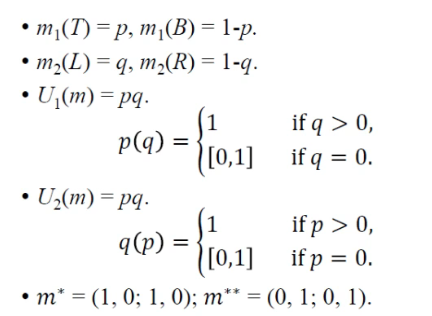 • m₁(T) = p, m₁(B) = 1-p.
• m₂(L) = q, m₂(R) = 1-q.
• U₁(m) = pq.
p(q) = {1 if q > 0,
[0,1] if q = 0.
• U₂(m) = pq.
q(p) = {1 if p > 0,
[0,1] if p = 0.
• m* = (1, 0; 1, 0); m** = (0, 1; 0, 1).